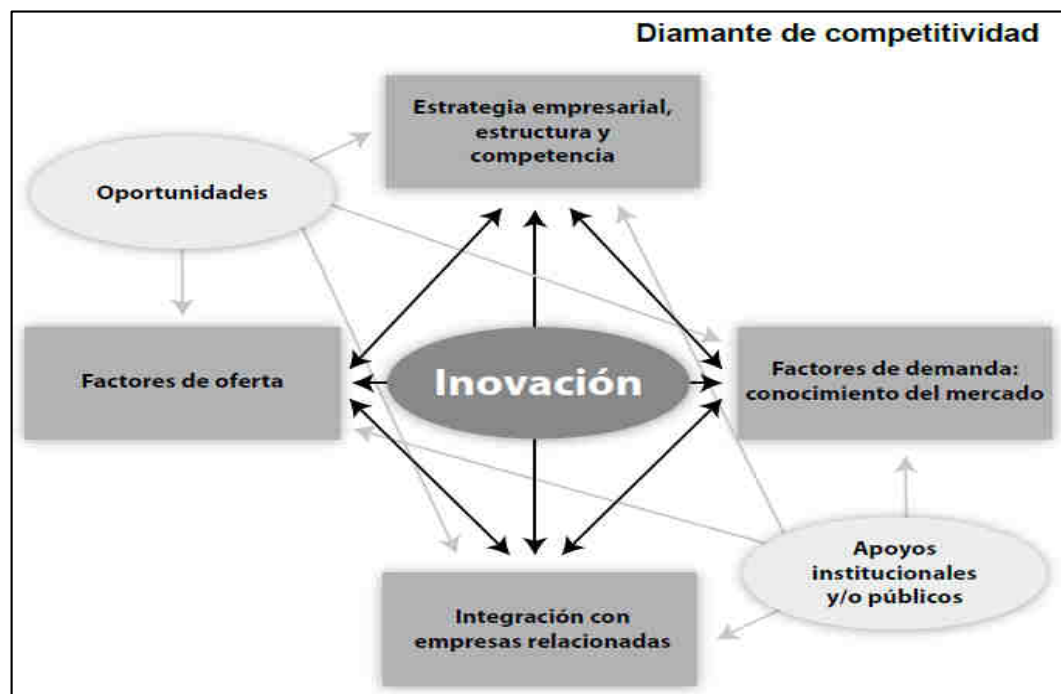 Diamante de competitividad
Estrategia empresarial,
estructura y
competencia
Oportunidades
Factores de oferta
Inovación
Factores de demanda:
conocimiento del mercado
Apoyos
institucionales
y/o públicos
Integración con
empresas relacionadas